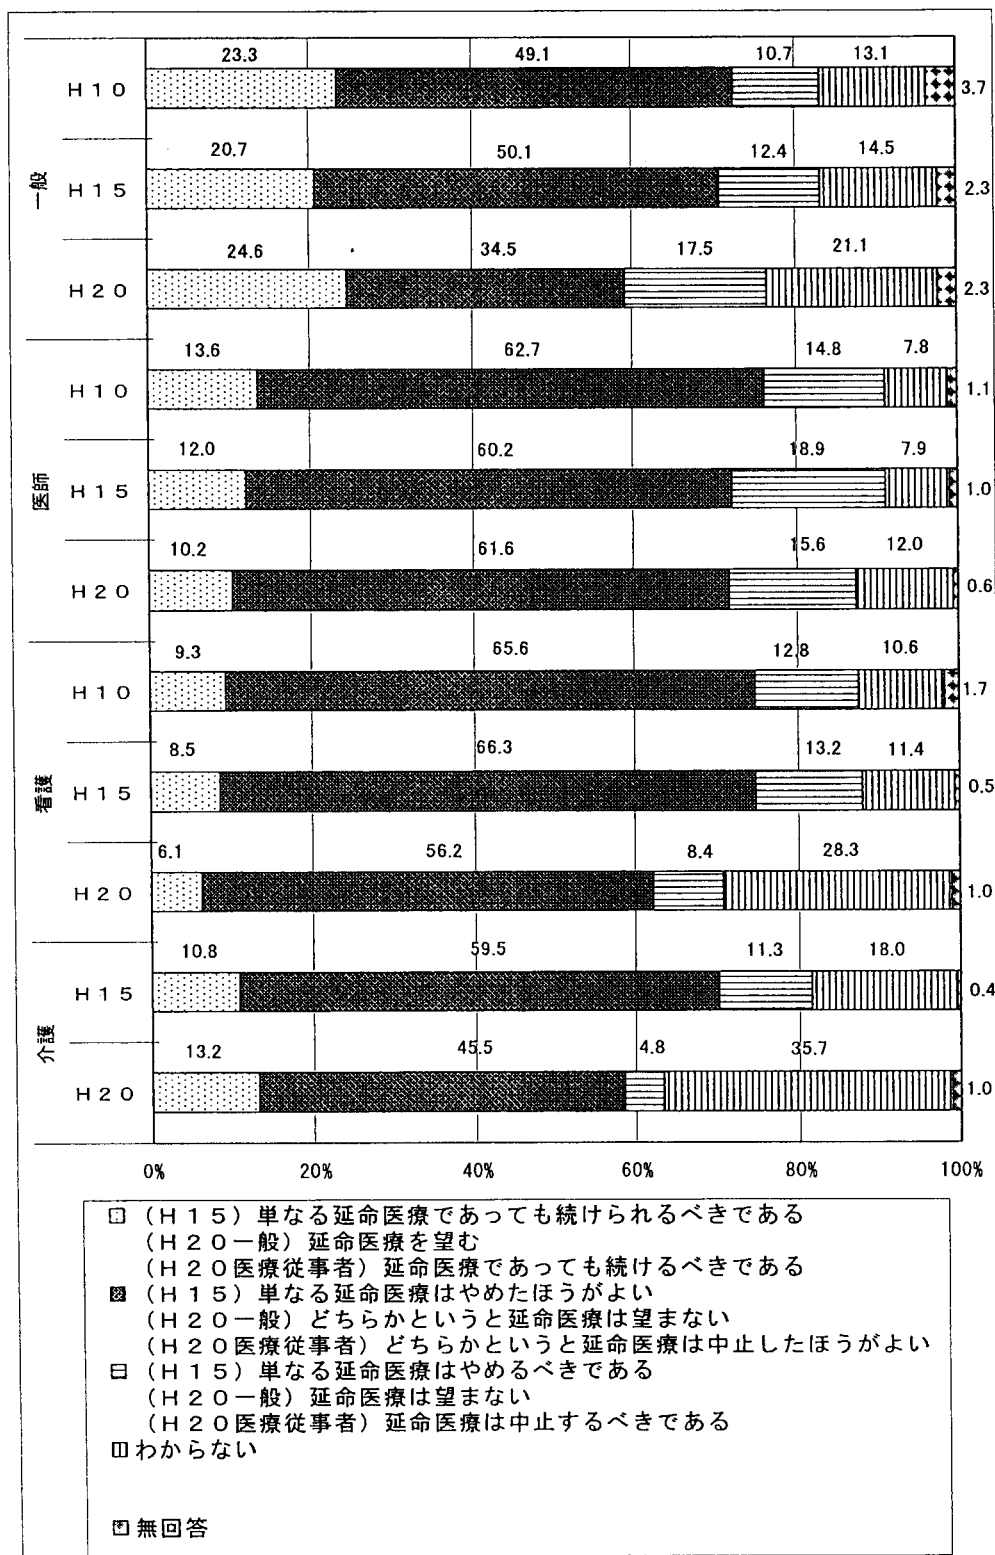 23.3 49.1 10.7 13.1
H10 3.7
20.7 50.1 12.4 14.5
一般
H15 2.3
24.6 34.5 17.5 21.1
H20 2.3
13.6 62.7 14.8 7.8
H10 1.1
12.0 60.2 18.9 7.9
医師
H15 1.0
10.2 61.6 15.6 12.0
H20 0.6
9.3 65.6 12.8 10.6
H10 1.7
8.5 66.3 13.2 11.4
看護
H15 0.5
6.1 56.2 8.4 28.3
H20 1.0
10.8 59.5 11.3 18.0
H15 0.4
介護
13.2 45.5 4.8 35.7
H20 1.0
0% 20% 40% 60% 80% 100%
(H15)単なる延命医療であっても続けられるべきである
(H20一般)延命医療を望む
(H20医療従事者)延命医療であっても続けるべきである
(H15)単なる延命医療はやめたほうがよい
(H20一般)どちらかというと延命医療は望まない
(H20医療従事者)どちらかというと延命医療は中止したほうがよい
(H15)単なる延命医療はやめるべきである
(H20一般)延命医療は望まない
(H20医療従事者)延命医療は中止するべきである
わからない
無回答